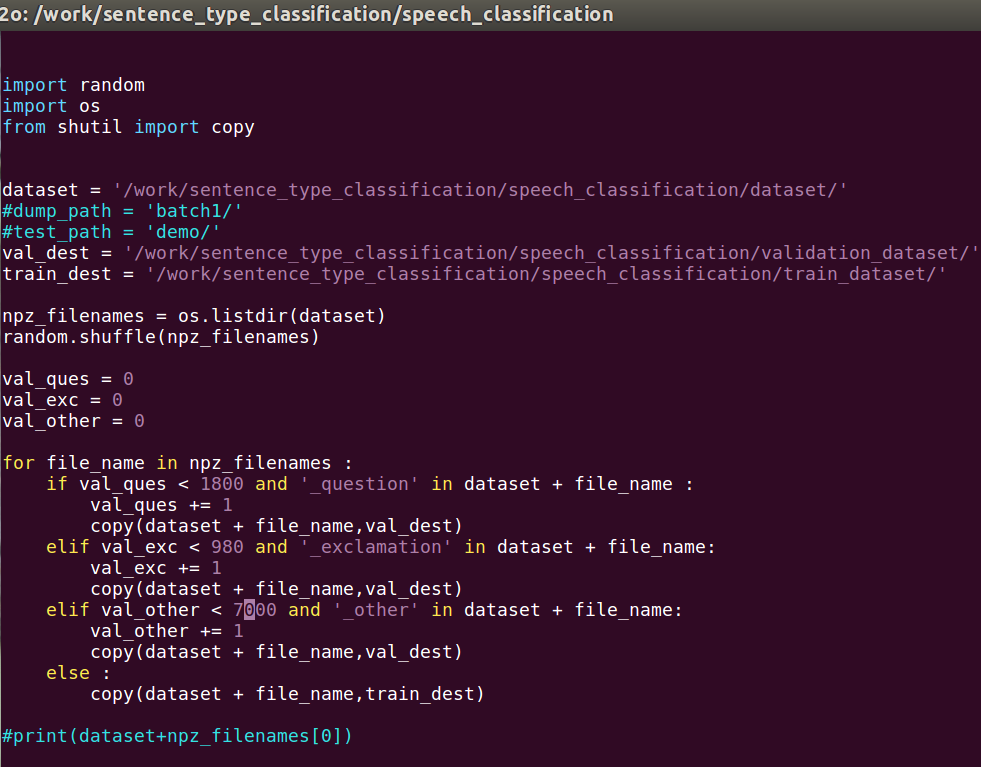 2o: /work/sentence_type_classification/speech_classification
import random
import os
from shutil import copy
dataset = '/work/sentence_type_classification/speech_classification/dataset/'
#dump_path = 'batch1/'
#test_path = 'demo/'
val_dest = '/work/sentence_type_classification/speech_classification/validation_dataset/'
train_dest = '/work/sentence_type_classification/speech_classification/train_dataset/'
npz_filenames = os.listdir(dataset)
random.shuffle(npz_filenames)
val_ques = 0
val_exc = 0
val_other = 0
for file_name in npz_filenames :
    if val_ques < 1800 and '_question' in dataset + file_name :
        val_ques += 1
        copy(dataset + file_name,val_dest)
    elif val_exc < 980 and '_exclamation' in dataset + file_name:
        val_exc += 1
        copy(dataset + file_name,val_dest)
    elif val_other < 7000 and '_other' in dataset + file_name:
        val_other += 1
        copy(dataset + file_name,val_dest)
    else :
        copy(dataset + file_name,train_dest)
#print(dataset+npz_filenames[0])